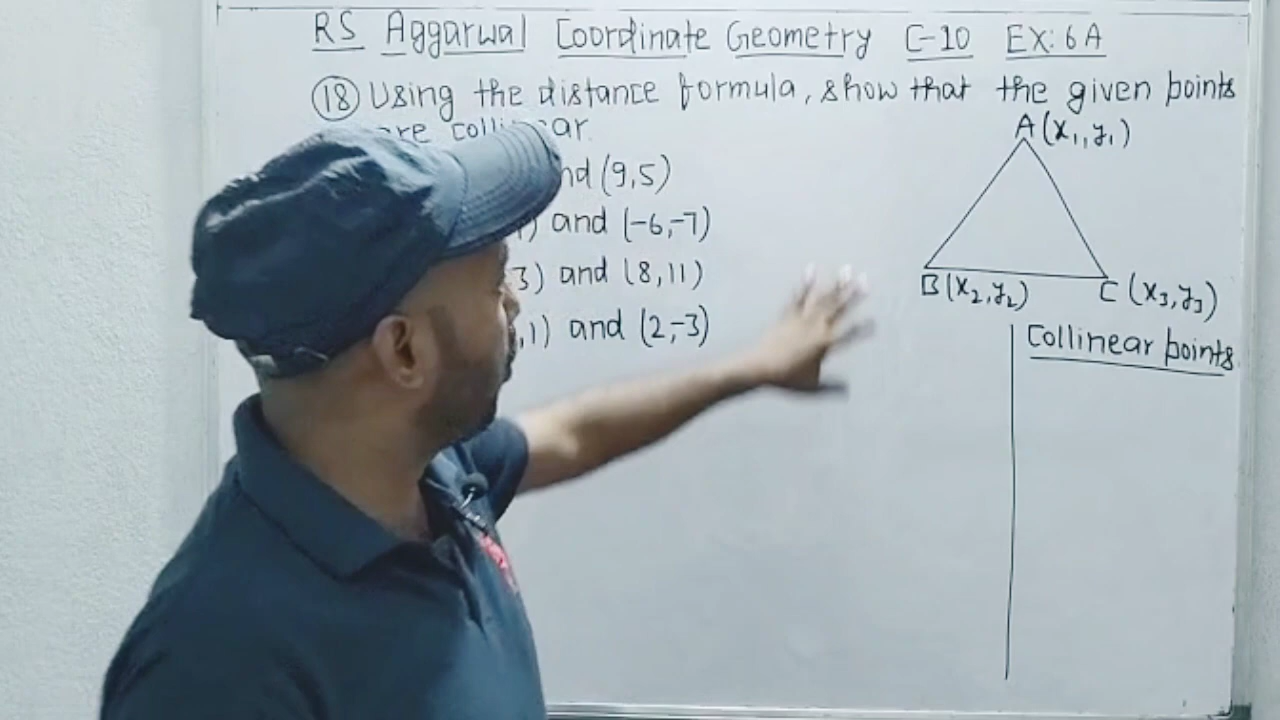 RS Aggarwal Coordinate Geometry C-10 EX: 6A
(18) Using the distance formula, show that the given points
are collinear.
(9,5)
and (-6,-7)
3) and (8,11)
,1) and (2,-3)
A(x₁,y₁)
B(x₂,y₂) C(x₃,y₃)
Collinear points